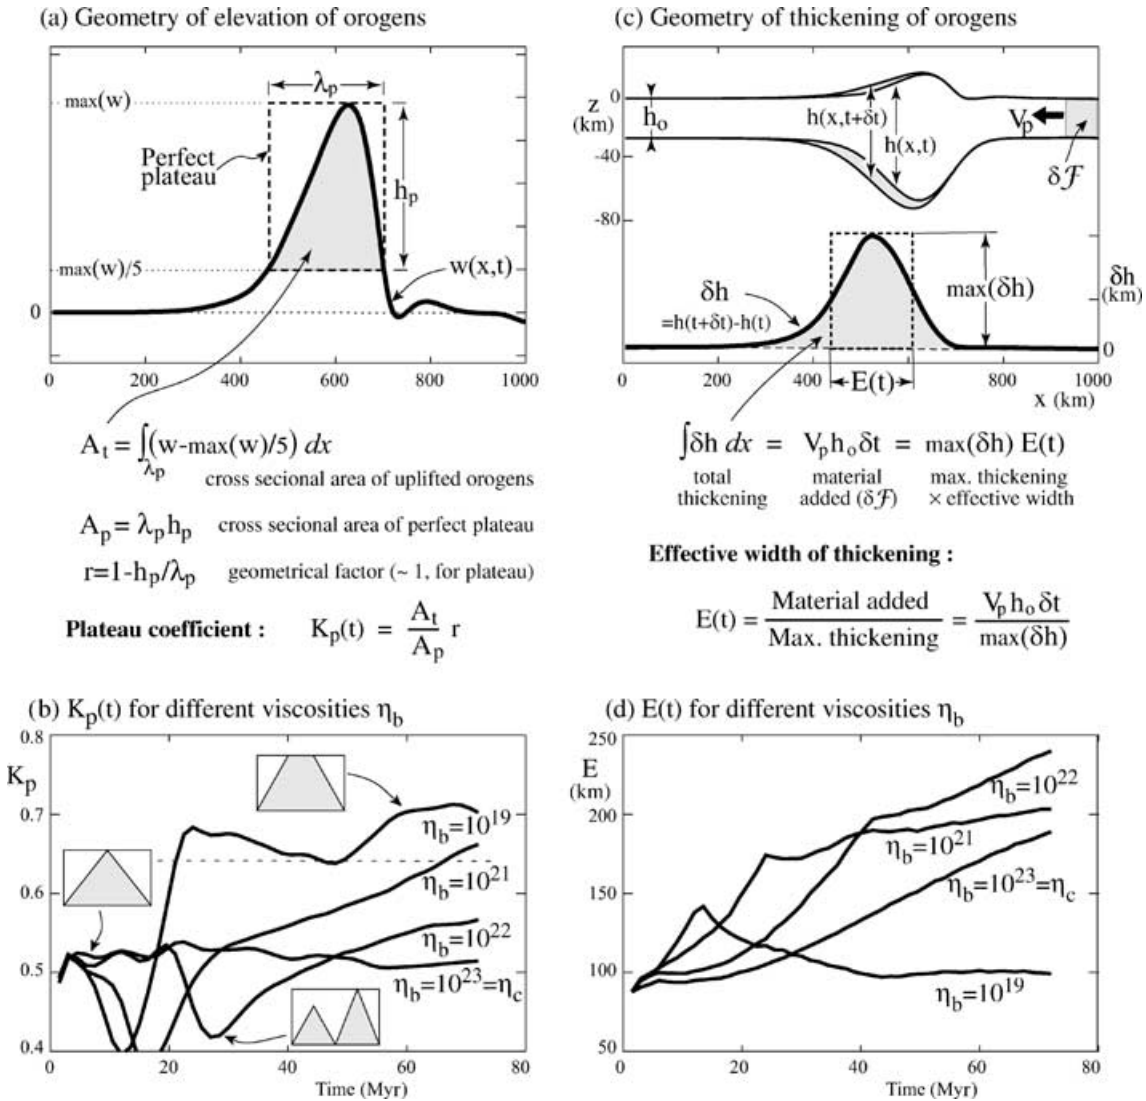 (a) Geometry of elevation of orogens
max(w)
λp
Perfect
plateau
hp
max(w)/5
w(x,t)
0
0 200 400 600 800 1000
At = ∫λp (w-max(w)/5) dx
cross secional area of uplifted orogens
Ap = λp hp cross secional area of perfect plateau
r=1-hp/λp geometrical factor (~ 1, for plateau)
Plateau coefficient : Kp(t) = At/Ap r
(c) Geometry of thickening of orogens
0 200 400 600 800 1000
z
(km)
0
-40
-80
ho
h(x,t+δt)
h(x,t)
Vp
δF
δh
=h(t+δt)-h(t)
max(δh)
δh
(km)
0
E(t)
0 200 400 800 1000
x (km)
∫δh dx = Vp ho δt = max(δh) E(t)
total thickening
material added (δF)
max. thickening × effective width
Effective width of thickening :
E(t) = Material added / Max. thickening = Vp ho δt / max(δh)
(b) Kp(t) for different viscosities ηb
Kp
0.8
0.7
0.6
0.5
0.4
ηb=10^19
ηb=10^21
ηb=10^22
ηb=10^23=ηc
0 20 40 60 80
Time (Myr)
(d) E(t) for different viscosities ηb
E
(km)
250
200
150
100
50
ηb=10^22
ηb=10^21
ηb=10^23=ηc
ηb=10^19
0 20 40 60 80
Time (Myr)